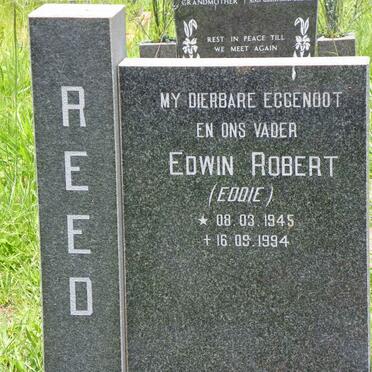 GRANDMOTHER
REST IN PEACE TILL
WE MEET AGAIN
REED
MY DIERBARE EGGENOOT
EN ONS VADER
EDWIN ROBERT
(EDDIE)
★ 08.03.1945
+ 16.09.1994